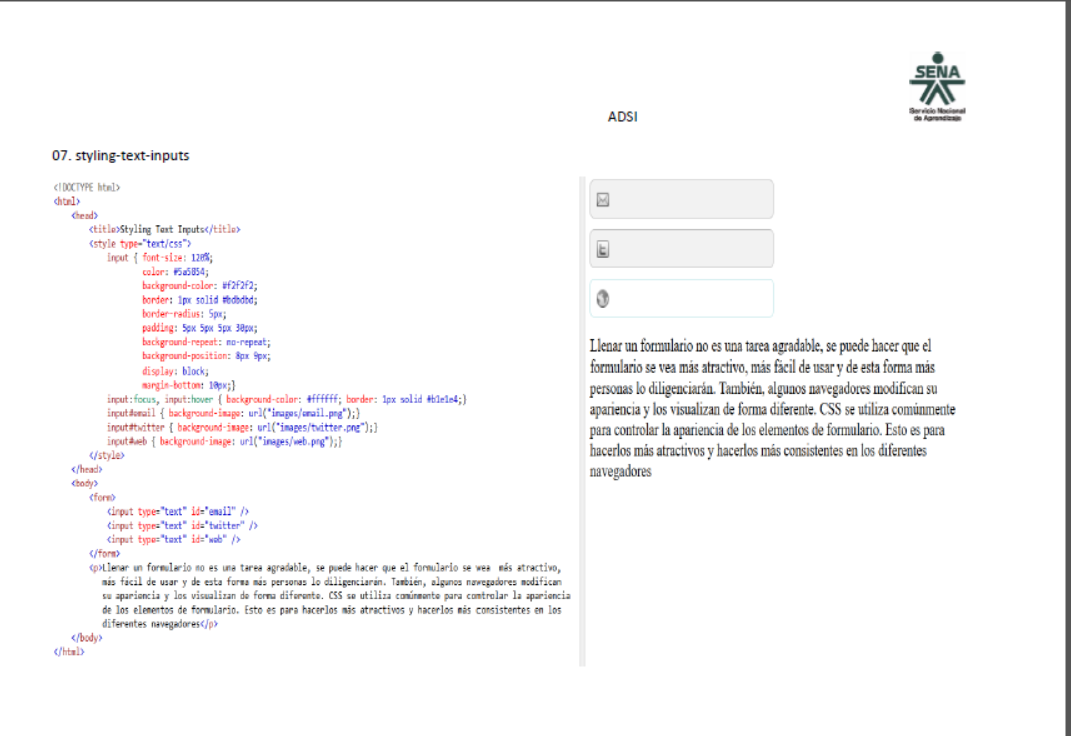 SENA
Servicio Nacional
de Aprendizaje
ADSI
07. styling-text-inputs
<!DOCTYPE html>
<html>
<head>
<title>Styling Text Inputs</title>
<style type="text/css">
input { font-size: 120%;
color: #5a5854;
background-color: #f2f2f2;
border: 1px solid #bdbdbd;
border-radius: 5px;
padding: 5px 5px 5px 30px;
background-repeat: no-repeat;
background-position: 8px 9px;
display: block;
margin-bottom: 10px;}
input:focus, input:hover { background-color: #ffffff; border: 1px solid #b1e1e4;}
input#email { background-image: url("images/email.png");}
input#twitter { background-image: url("images/twitter.png");}
input#web { background-image: url("images/web.png");}
</style>
</head>
<body>
<form>
<input type="text" id="email" />
<input type="text" id="twitter" />
<input type="text" id="web" />
</form>
<p>Llenar un formulario no es una tarea agradable, se puede hacer que el formulario se vea más atractivo,
más fácil de usar y de esta forma más personas lo diligenciarán. También, algunos navegadores modifican
su apariencia y los visualizan de forma diferente. CSS se utiliza comúnmente para controlar la apariencia
de los elementos de formulario. Esto es para hacerlos más atractivos y hacerlos más consistentes en los
diferentes navegadores</p>
</body>
</html>
Llenar un formulario no es una tarea agradable, se puede hacer que el
formulario se vea más atractivo, más fácil de usar y de esta forma más
personas lo diligenciarán. También, algunos navegadores modifican su
apariencia y los visualizan de forma diferente. CSS se utiliza comúnmente
para controlar la apariencia de los elementos de formulario. Esto es para
hacerlos más atractivos y hacerlos más consistentes en los diferentes
navegadores